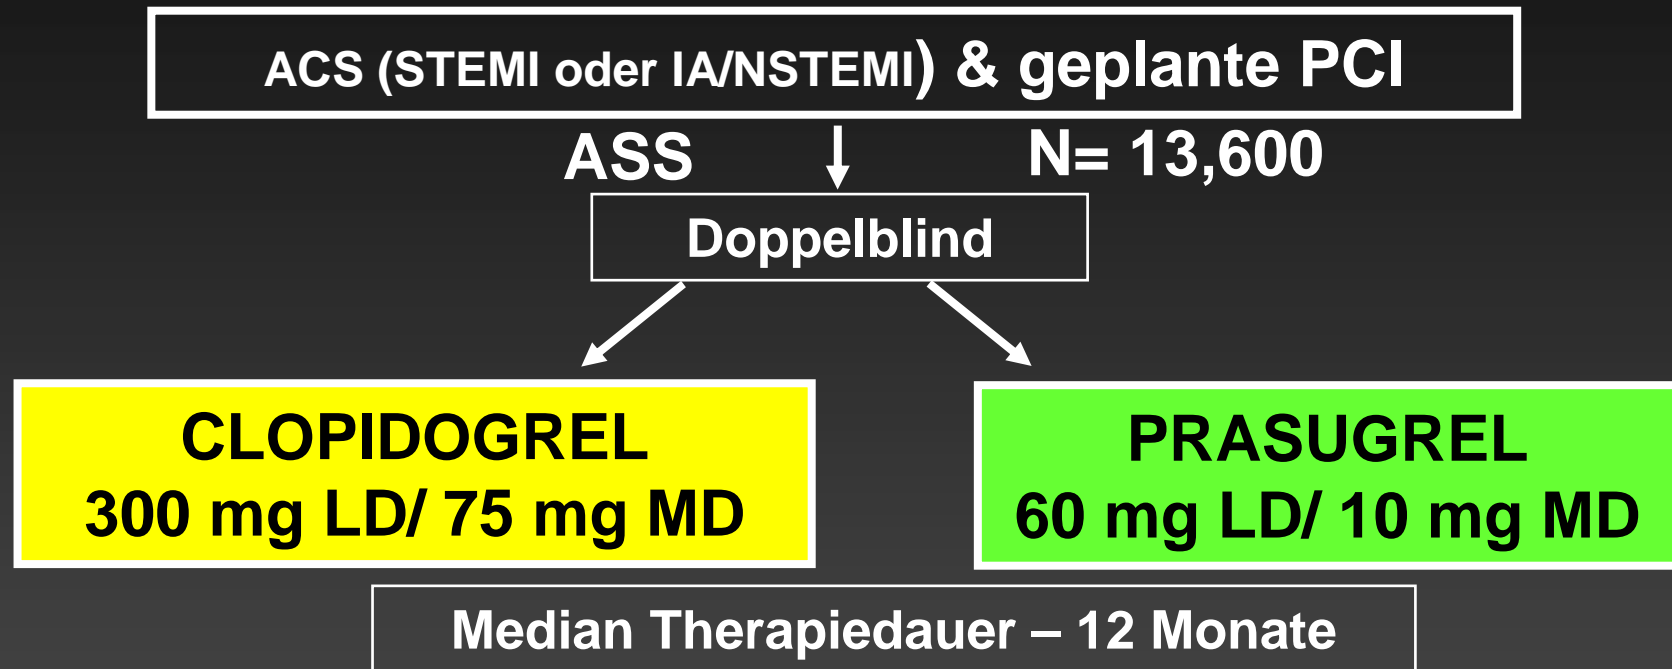 ACS (STEMI oder IA/NSTEMI) & geplante PCI
ASS N= 13,600
Doppelblind
CLOPIDOGREL
300 mg LD/ 75 mg MD
PRASUGREL
60 mg LD/ 10 mg MD
Median Therapiedauer – 12 Monate